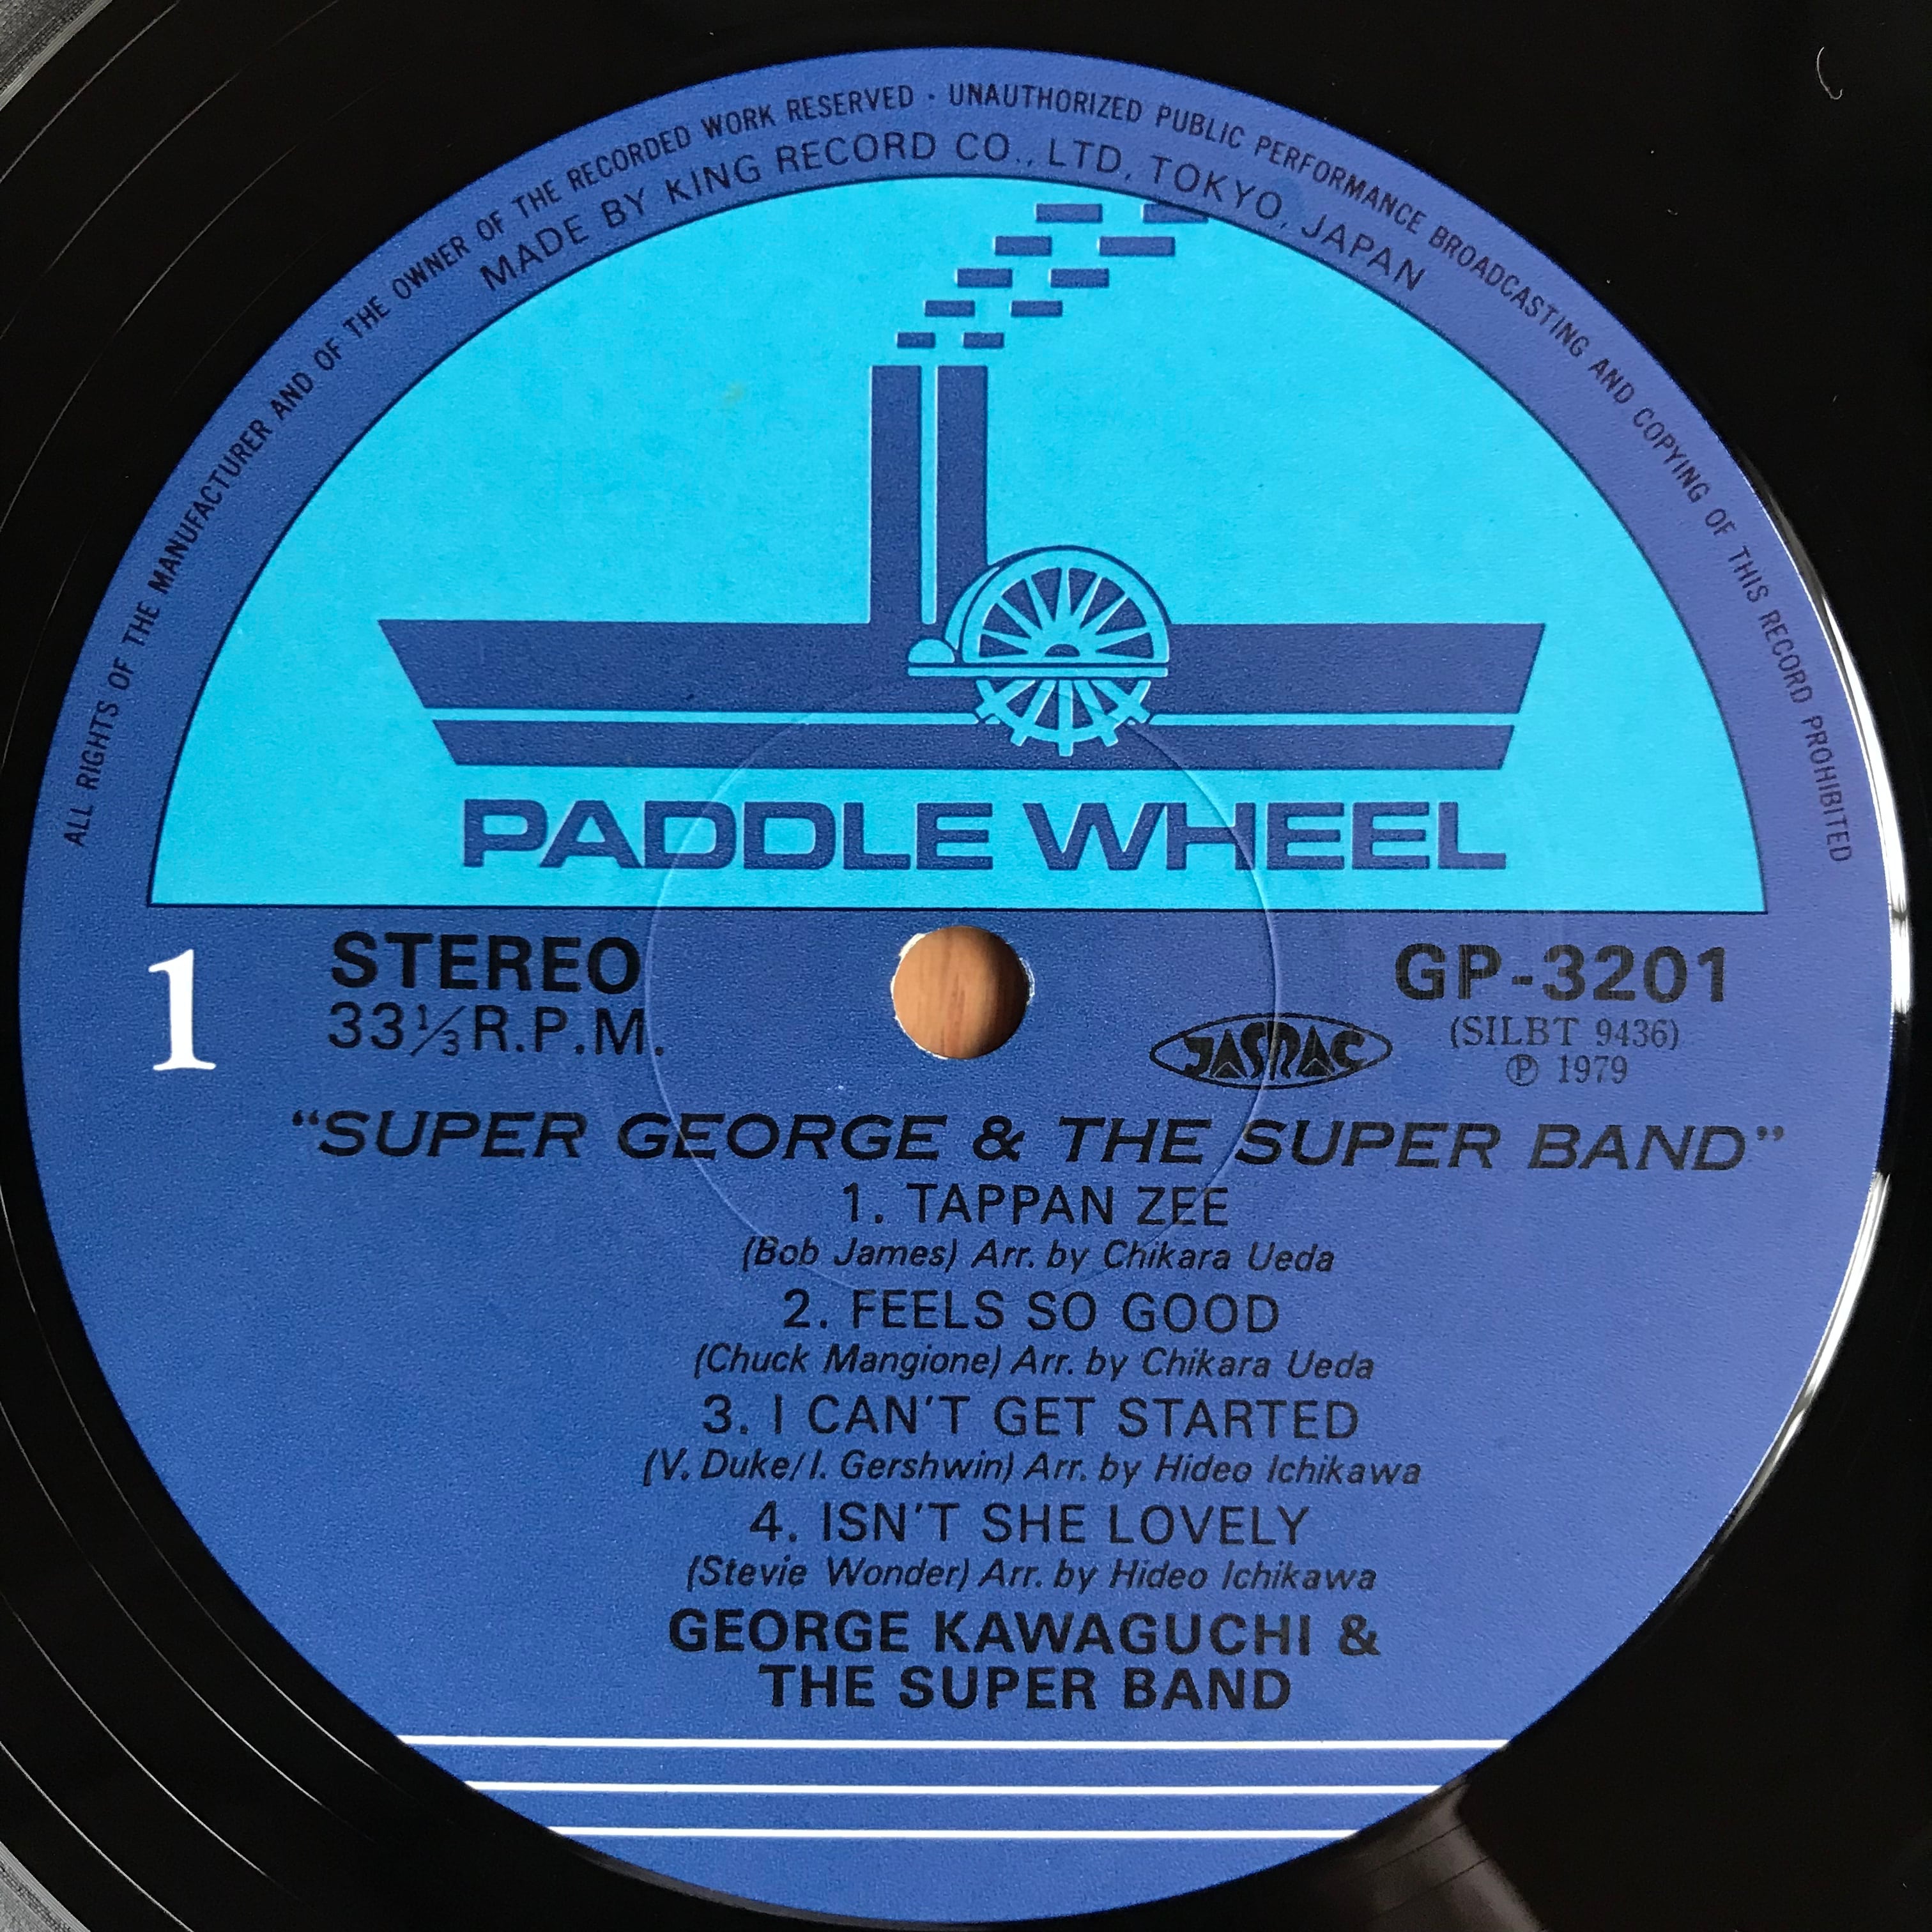 ALL RIGHTS OF THE MANUFACTURER AND OF THE OWNER OF THE RECORDED WORK RESERVED · UNAUTHORIZED PUBLIC PERFORMANCE BROADCASTING AND COPYING OF THIS RECORD PROHIBITED
MADE BY KING RECORD CO., LTD, TOKYO, JAPAN
PADDLE WHEEL
1
STEREO
33⅓ R.P.M.
JASRAC
GP-3201
(SILBT 9436)
Ⓟ 1979
“SUPER GEORGE & THE SUPER BAND”
1. TAPPAN ZEE
(Bob James) Arr. by Chikara Ueda
2. FEELS SO GOOD
(Chuck Mangione) Arr. by Chikara Ueda
3. I CAN'T GET STARTED
(V. Duke/I. Gershwin) Arr. by Hideo Ichikawa
4. ISN'T SHE LOVELY
(Stevie Wonder) Arr. by Hideo Ichikawa
GEORGE KAWAGUCHI &
THE SUPER BAND